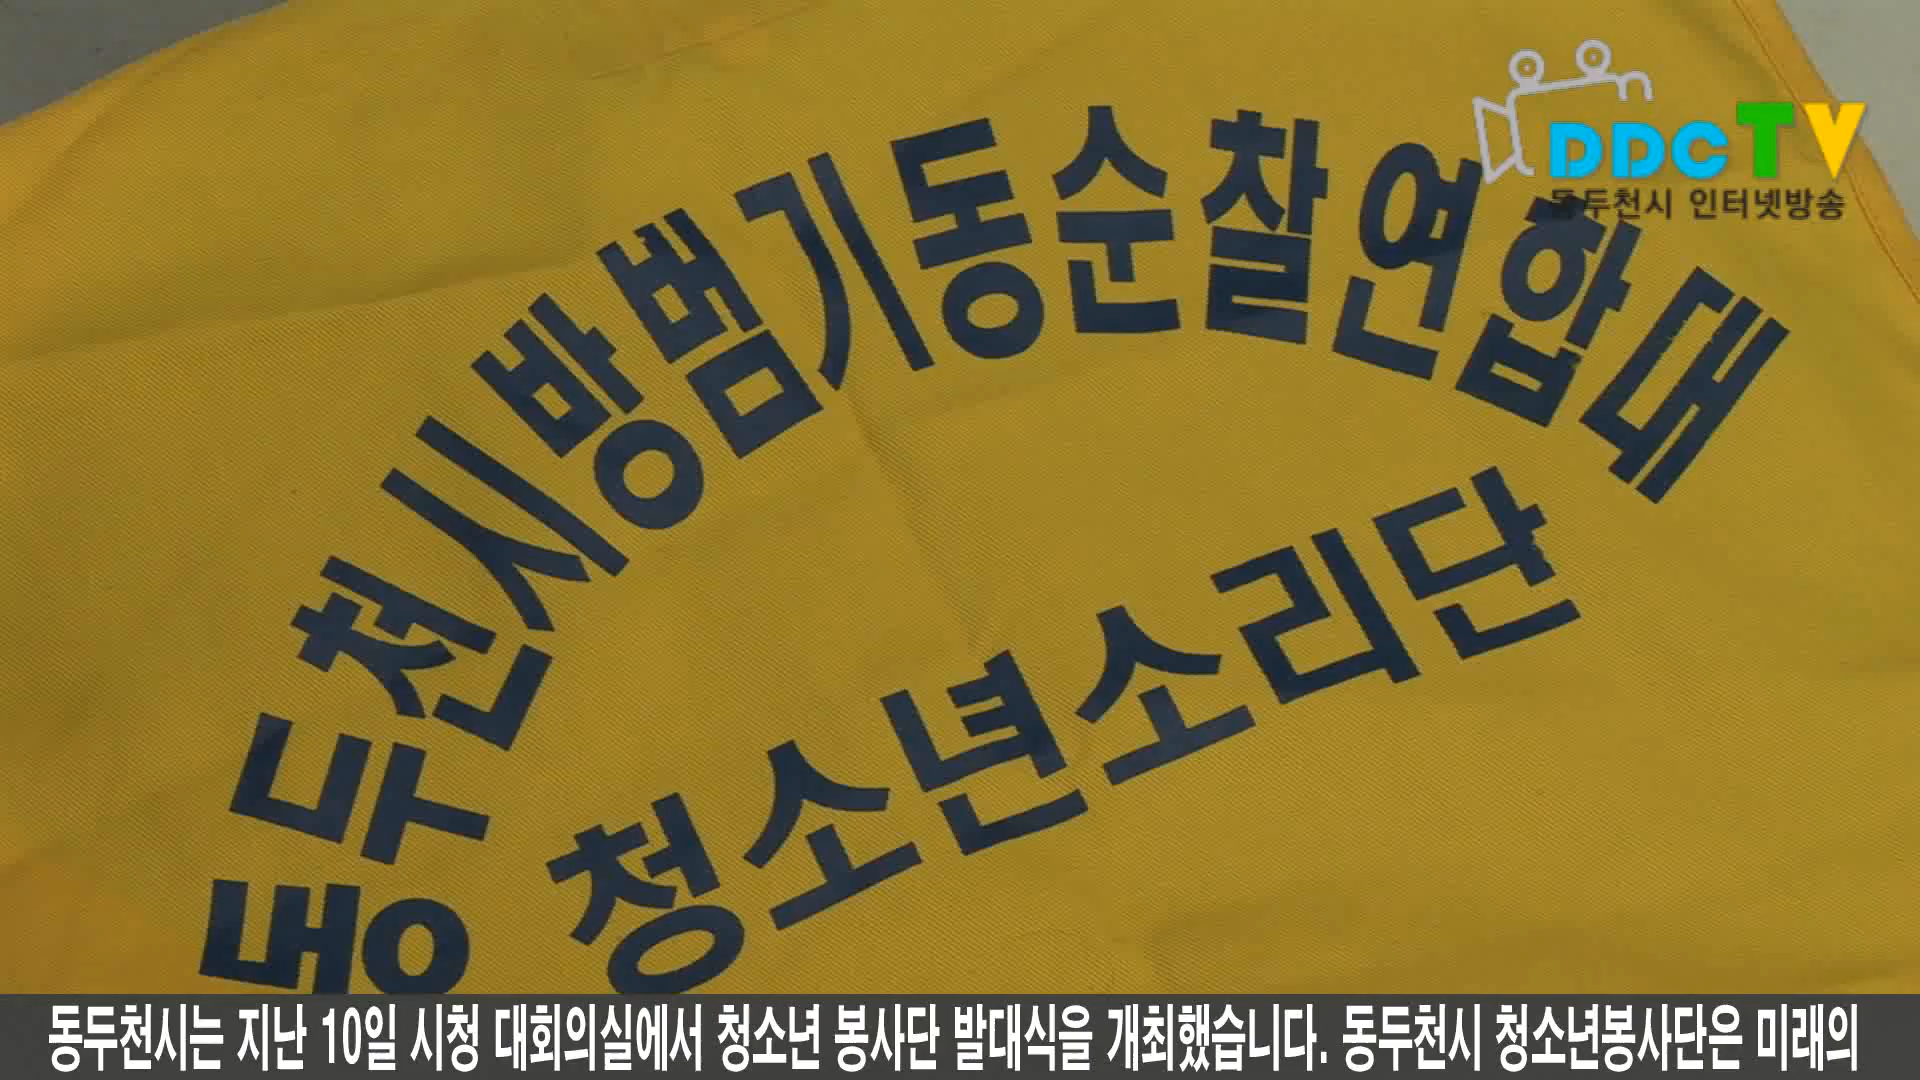 DDCTV
동두천시 인터넷방송
동두천시방범기동순찰연합대
청소년소리단
동두천시는 지난 10일 시청 대회의실에서 청소년 봉사단 발대식을 개최했습니다. 동두천시 청소년봉사단은 미래의